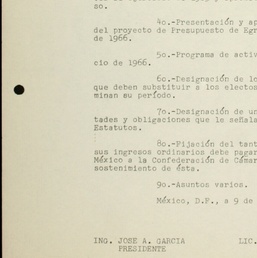 so.
4o.-Presentación y ap
del proyecto de Presupuesto de Egr
de 1966.
5o.-Programa de activ
cio de 1966.
6o.-Designación de lo
que deben substituir a los electos
minan su período.
7o.-Designación de un
tades y obligaciones que le señala
Estatutos.
8o.-Fijación del tant
sus ingresos ordinarios debe pagar
México a la Confederación de Cámar
sostenimiento de ésta.
9o.-Asuntos varios.
México, D.F., a 9 de
ING. JOSE A. GARCIA LIC.
PRESIDENTE